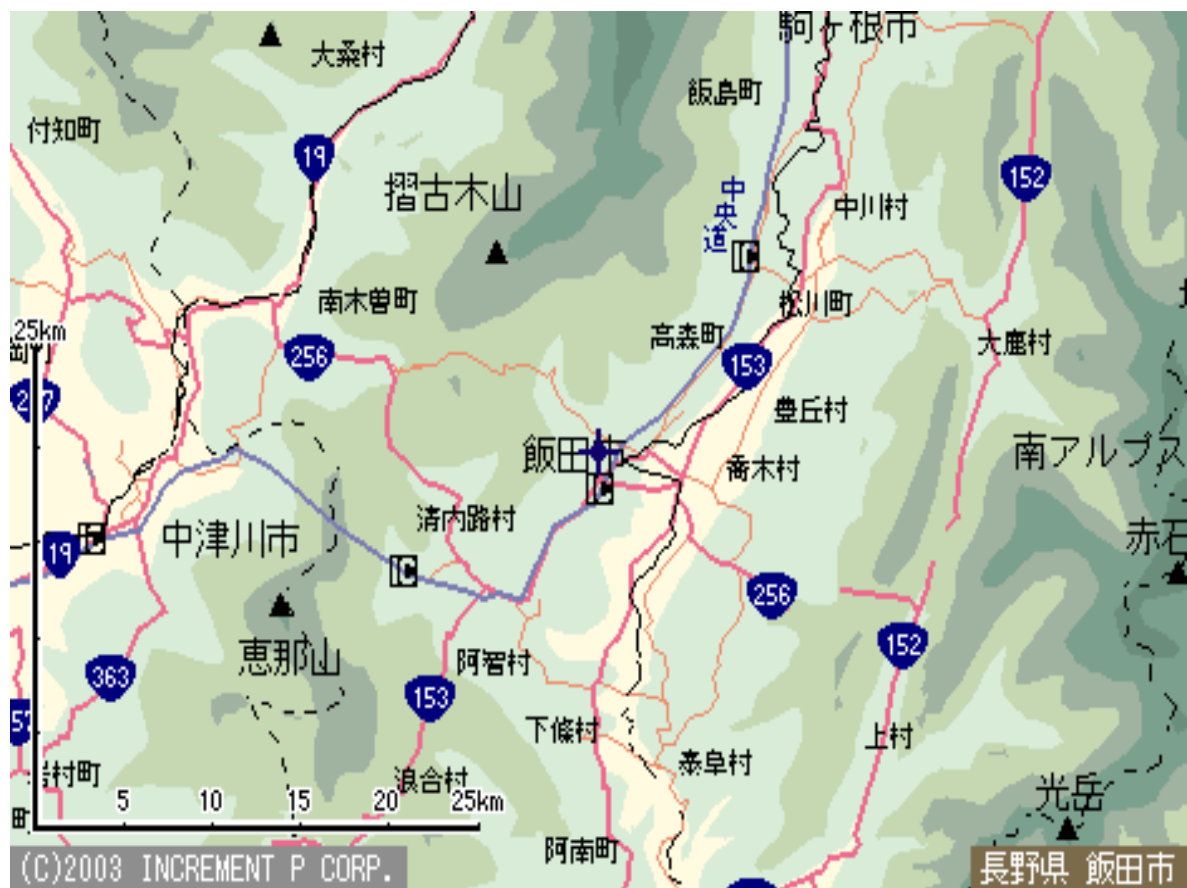 駒ヶ根市
大桑村
飯島町
付知町
19
152
摺古木山
中央道
中川村
南木曽町
松川町
25km
高森町
大鹿村
256
153
豊丘村
飯田市
南アルプス
喬木村
清内路村
19
中津川市
赤石
256
152
恵那山
阿智村
363
153
下條村
上村
泰阜村
岩村町
浪合村
光岳
5 10 15 20 25km
阿南町
(C)2003 INCREMENT P CORP.
長野県 飯田市